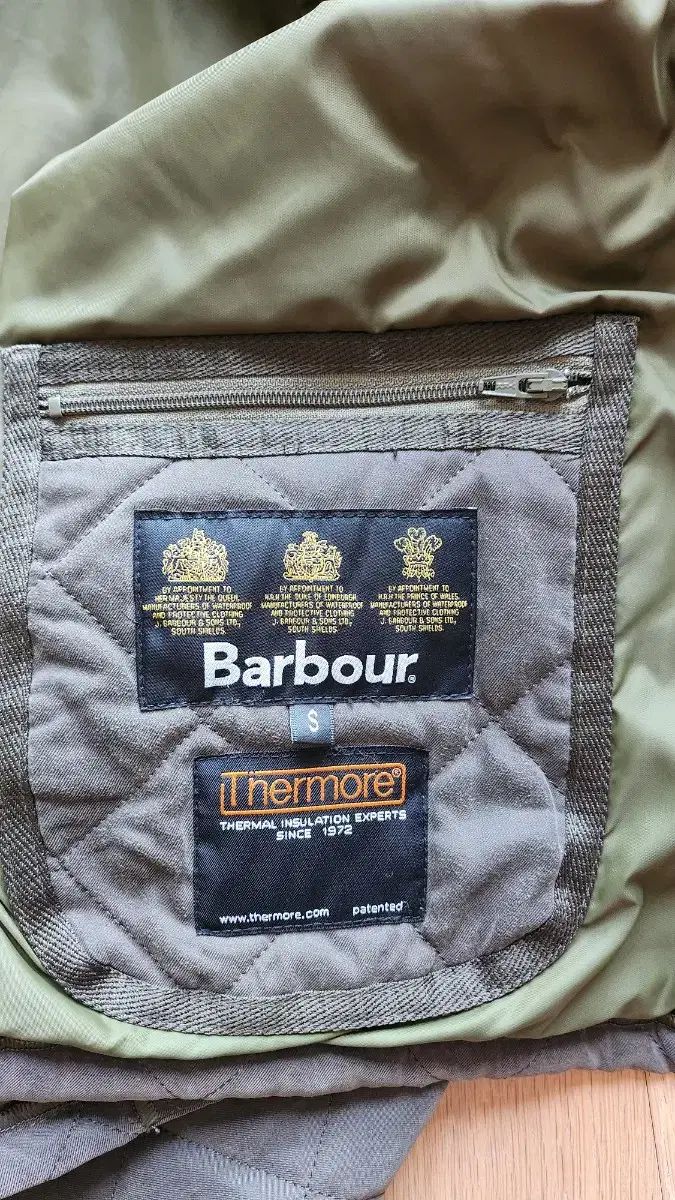 BY APPOINTMENT TO
HER MAJESTY THE QUEEN
MANUFACTURERS OF WATERPROOF
AND PROTECTIVE CLOTHING
J. BARBOUR & SONS LTD,
SOUTH SHIELDS.
BY APPOINTMENT TO
H.R.H THE DUKE OF EDINBURGH
MANUFACTURERS OF WATERPROOF
AND PROTECTIVE CLOTHING
J. BARBOUR & SONS LTD,
SOUTH SHIELDS.
BY APPOINTMENT TO
H.R.H THE PRINCE OF WALES
MANUFACTURERS OF WATERPROOF
AND PROTECTIVE CLOTHING
J. BARBOUR & SONS LTD,
SOUTH SHIELDS.
Barbour®
S
Thermore®
THERMAL INSULATION EXPERTS
SINCE 1972
www.thermore.com patented